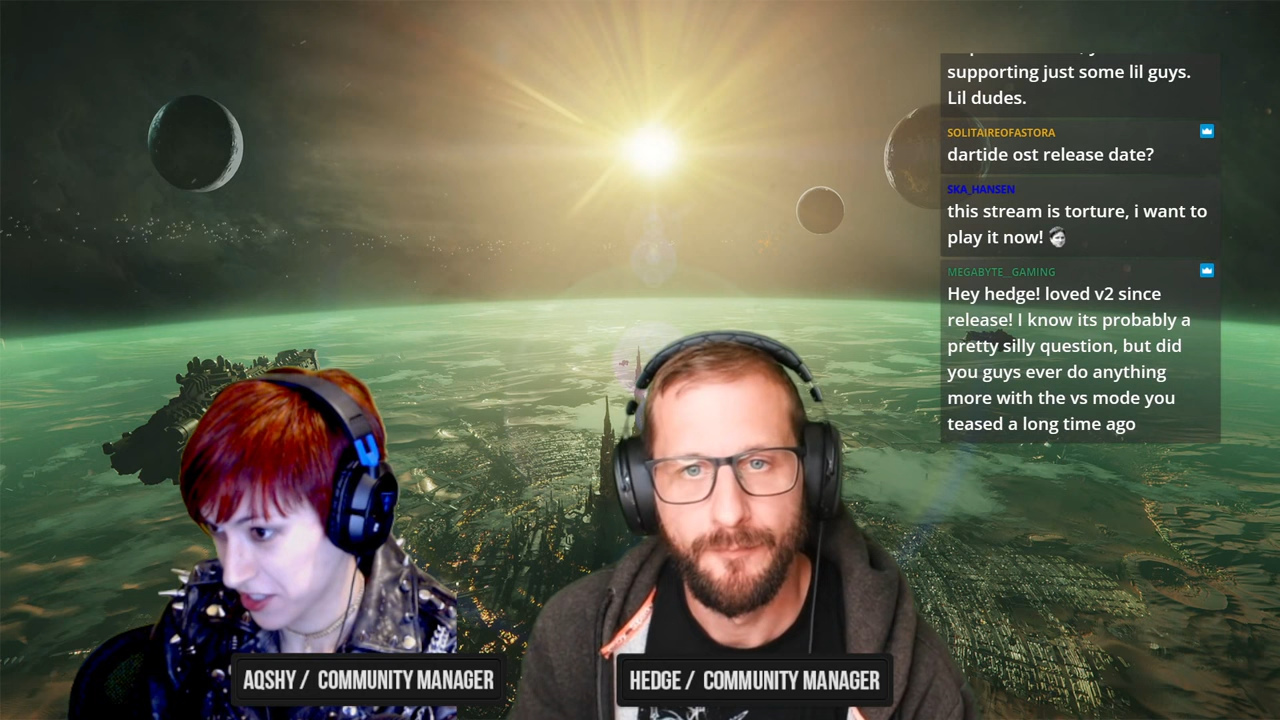 supporting just some lil guys.
Lil dudes.
SOLITAIREOFASTORA
dartide ost release date?
SKA_HANSEN
this stream is torture, i want to
play it now!
MEGABYTE_GAMING
Hey hedge! loved v2 since
release! I know its probably a
pretty silly question, but did
you guys ever do anything
more with the vs mode you
teased a long time ago
AQSHY / COMMUNITY MANAGER
HEDGE / COMMUNITY MANAGER